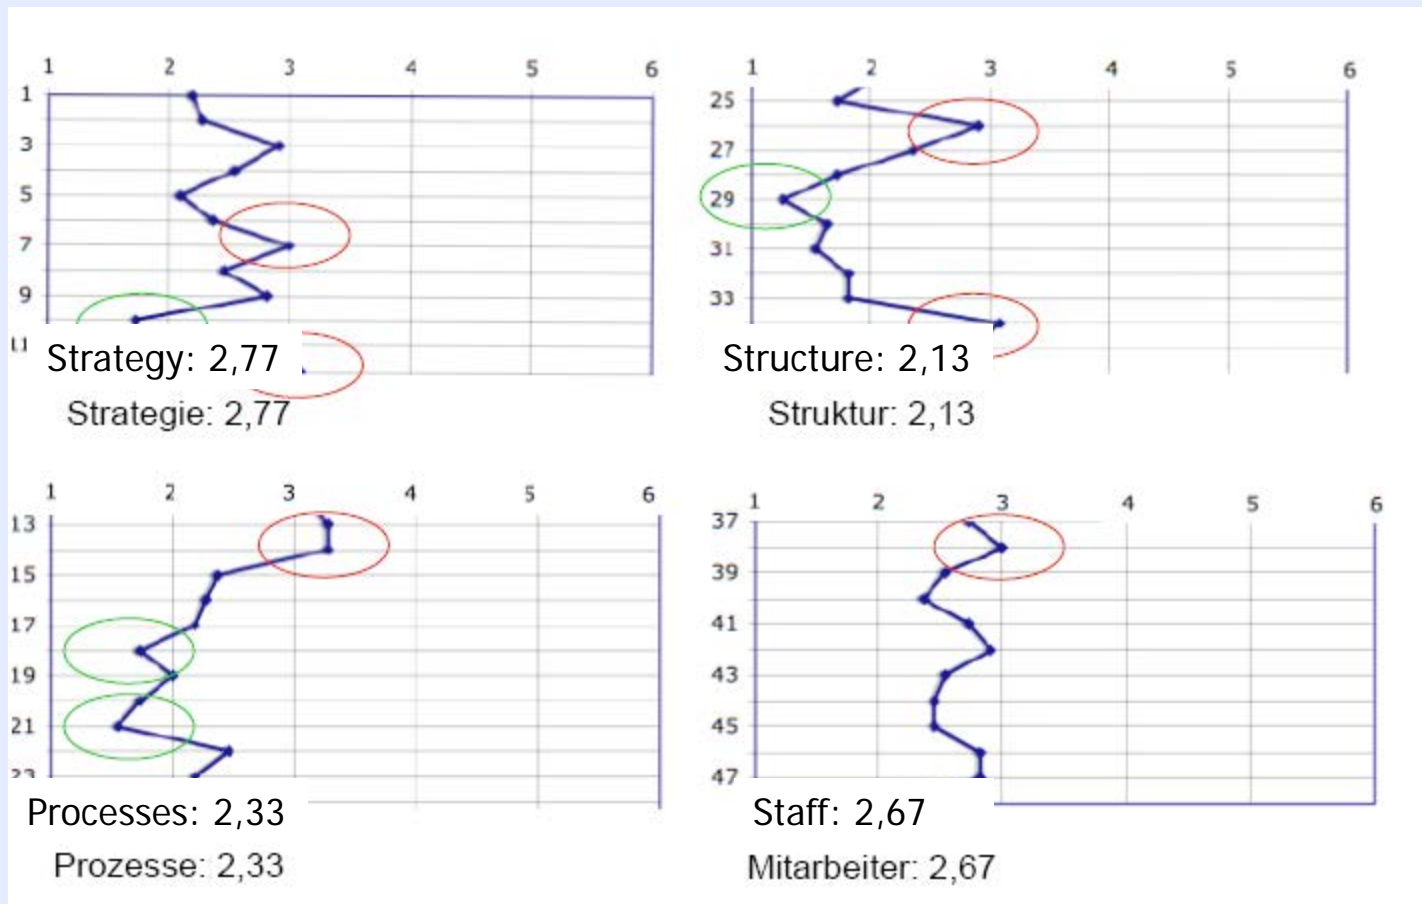 1 2 3 4 5 6
1
3
5
7
9
11
Strategy: 2,77
Strategie: 2,77
1 2 3 4 5 6
25
27
29
31
33
Structure: 2,13
Struktur: 2,13
1 2 3 4 5 6
13
15
17
19
21
23
Processes: 2,33
Prozesse: 2,33
1 2 3 4 5 6
37
39
41
43
45
47
Staff: 2,67
Mitarbeiter: 2,67